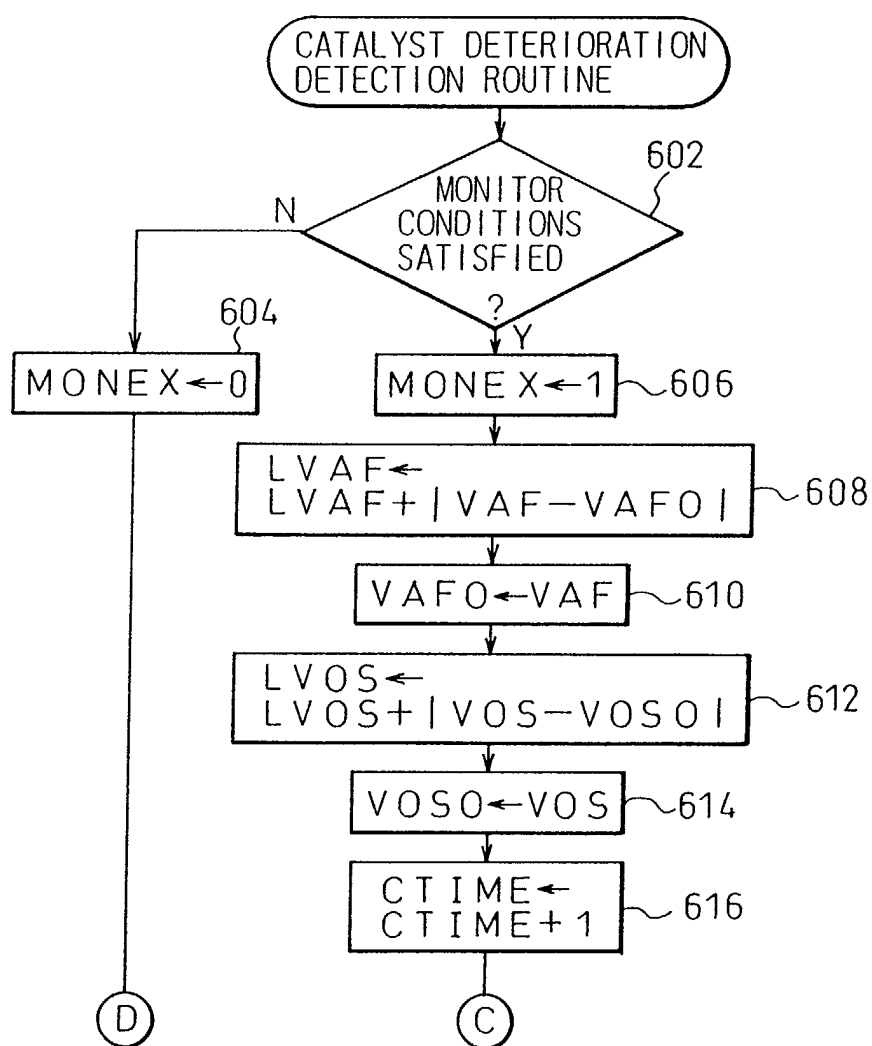 CATALYST DETERIORATION
DETECTION ROUTINE
602
MONITOR
CONDITIONS
SATISFIED
?
N
Y
604
MONEX←0
MONEX←1
606
LVAF←
LVAF+|VAF−VAFO|
608
VAFO←VAF
610
LVOS←
LVOS+|VOS−VOSO|
612
VOSO←VOS
614
CTIME←
CTIME+1
616
D
C